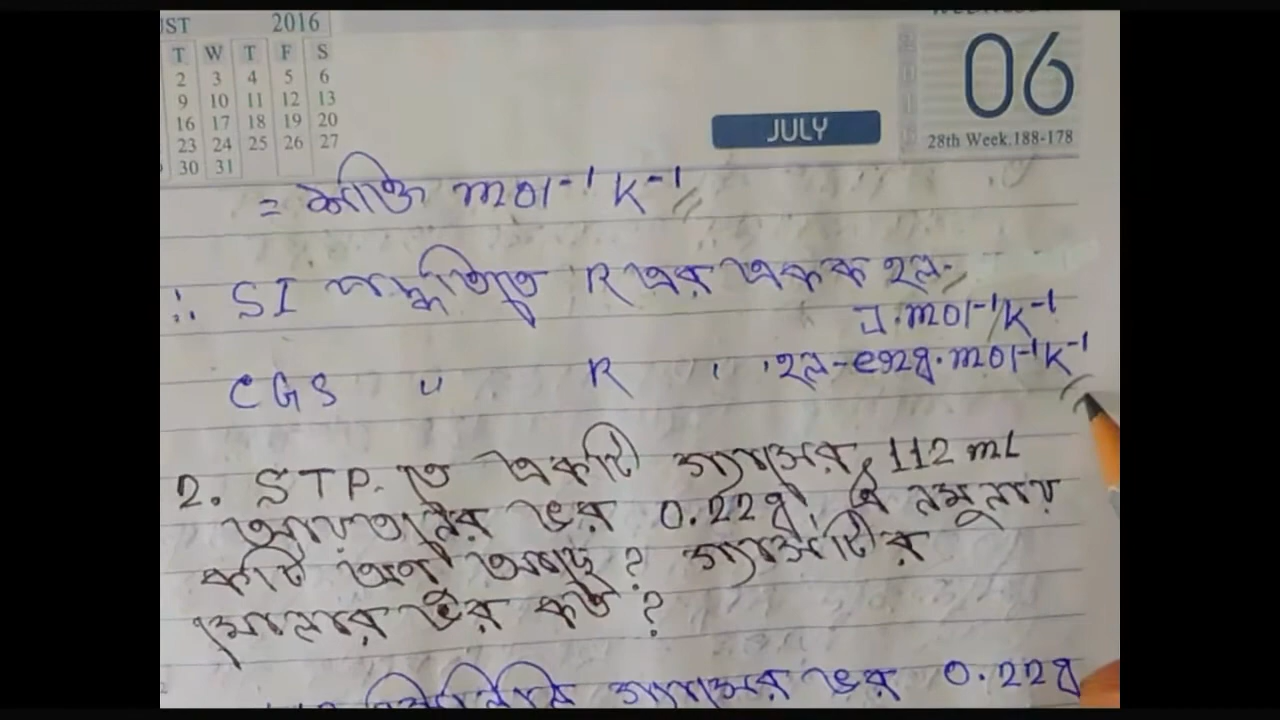 UST 2016
T W T F S
2 3 4 5 6
9 10 11 12 13
16 17 18 19 20
23 24 25 26 27
30 31
06
JULY
28th Week.188-178
= শক্তি mol⁻¹ K⁻¹
∴ SI পদ্ধতিতে R এর একক হল-
J.mol⁻¹K⁻¹
CGS " R " " হল-erg.mol⁻¹K⁻¹
2. STP. তে একটি গ্যাসের 112 mL
আয়তনের ভর 0.22g। ঐ নমুনায়
কটি অণু আছে? গ্যাসটির
মোলার ভর কত?
গ্যাসের ভর 0.22g